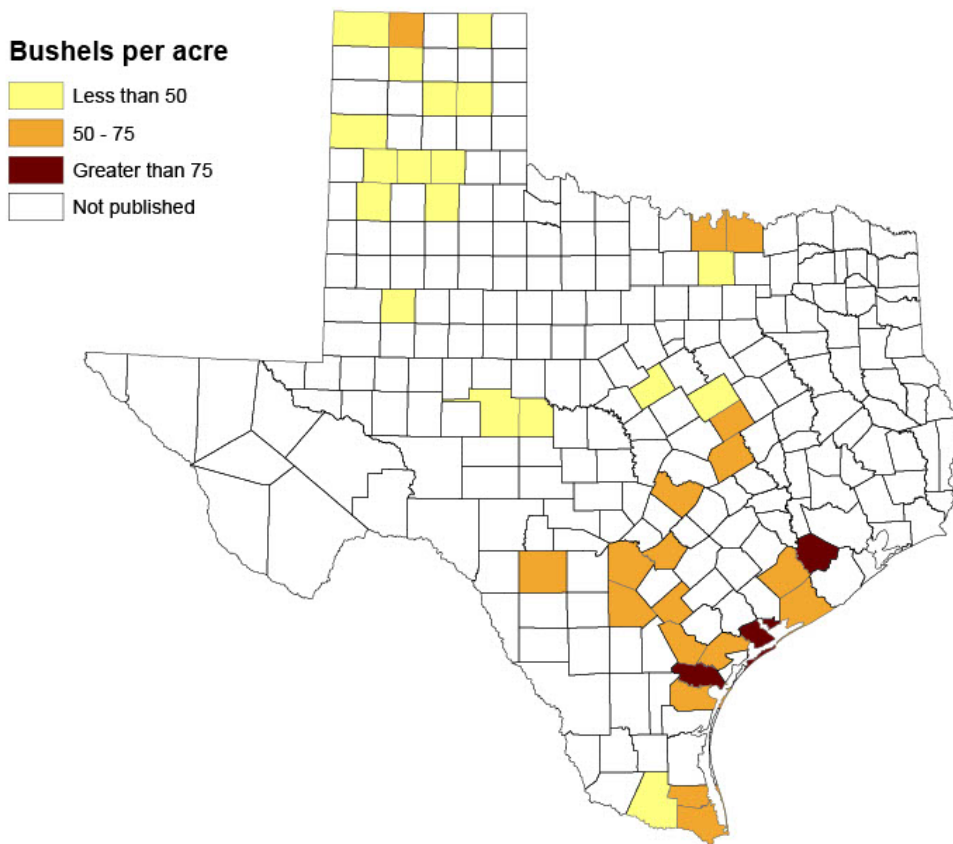 Bushels per acre
Less than 50
50 - 75
Greater than 75
Not published